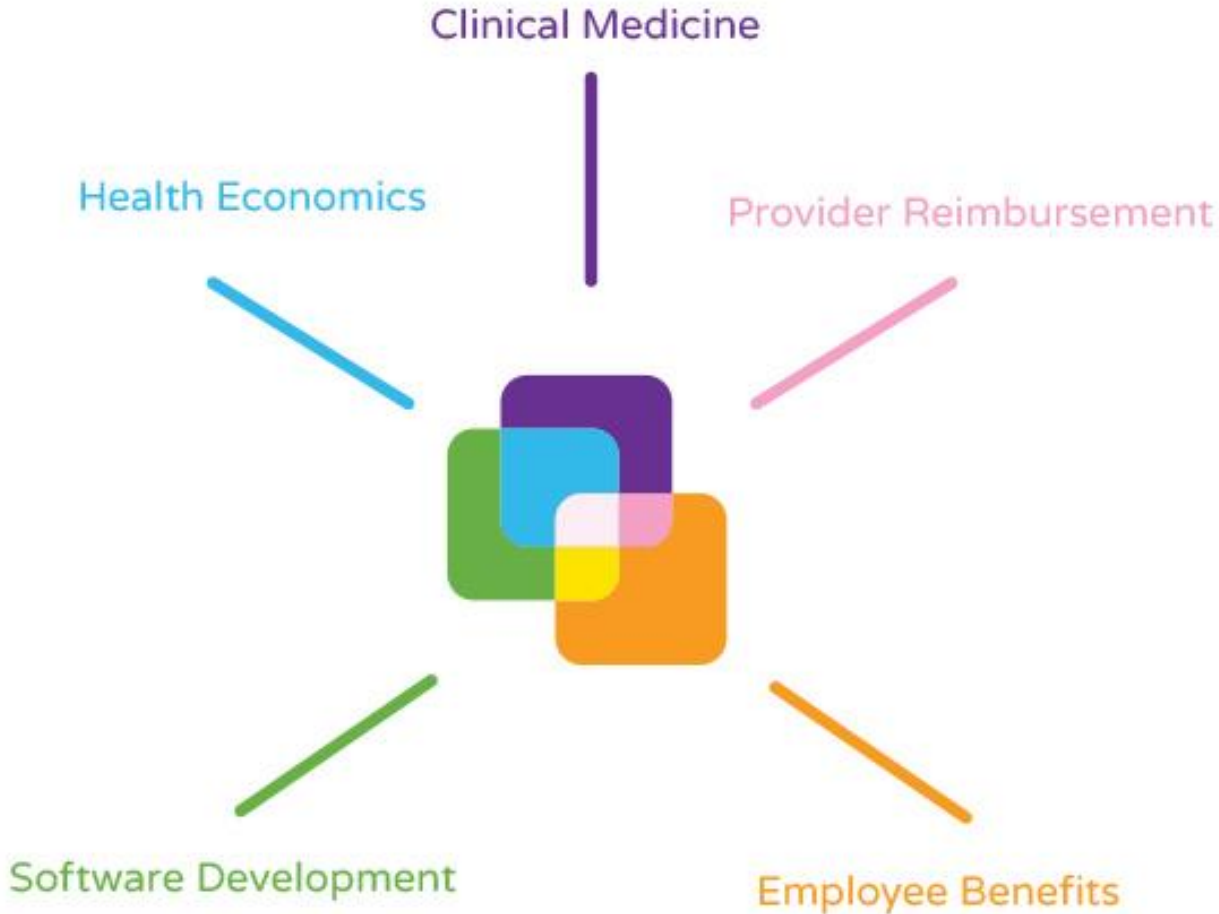 Clinical Medicine
Health Economics
Provider Reimbursement
Software Development
Employee Benefits